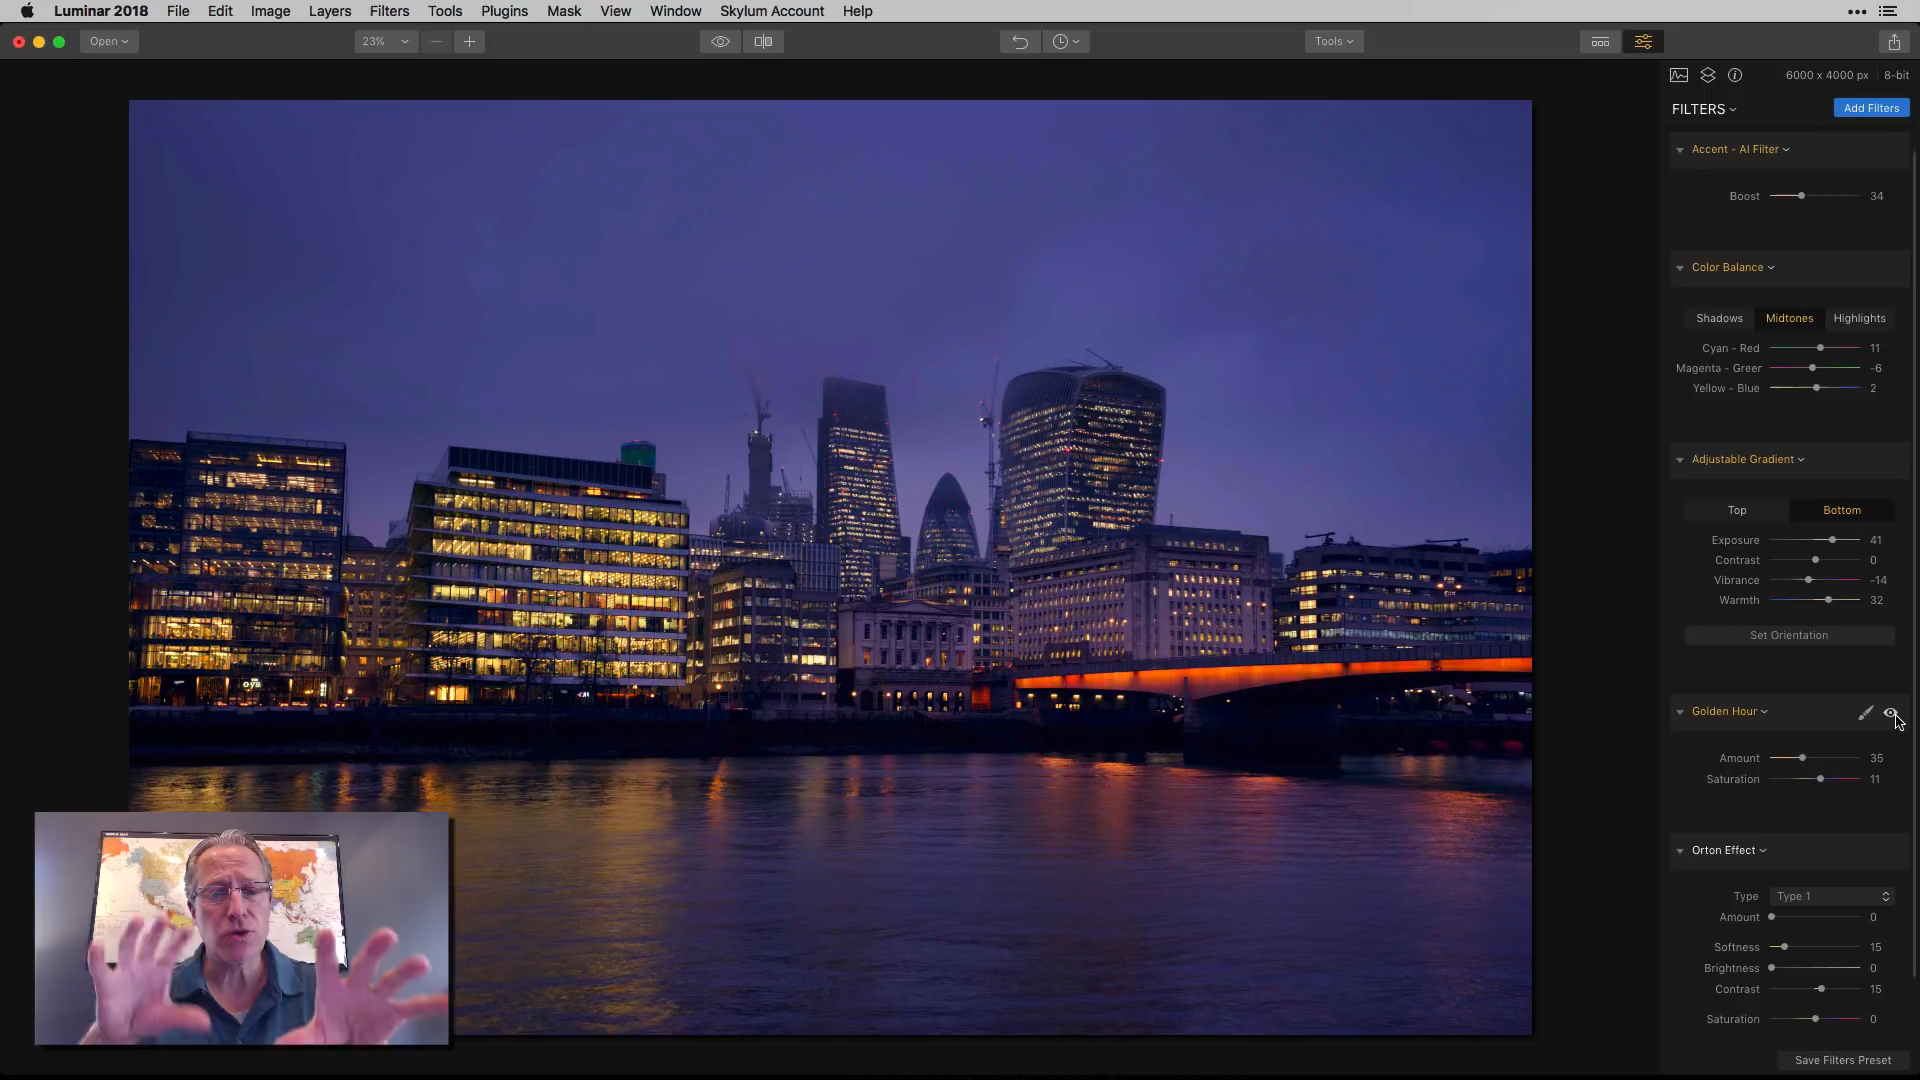 Luminar 2018 File Edit Image Layers Filters Tools Plugins Mask View Window Skylum Account Help
Open 23% Tools
6000 x 4000 px 8-bit
FILTERS Add Filters
Accent - AI Filter
Boost 34
Color Balance
Shadows Midtones Highlights
Cyan - Red 11
Magenta - Greer -6
Yellow - Blue 2
Adjustable Gradient
Top Bottom
Exposure 41
Contrast 0
Vibrance -14
Warmth 32
Set Orientation
Golden Hour
Amount 35
Saturation 11
Orton Effect
Type Type 1
Amount 0
Softness 15
Brightness 0
Contrast 15
Saturation 0
Save Filters Preset